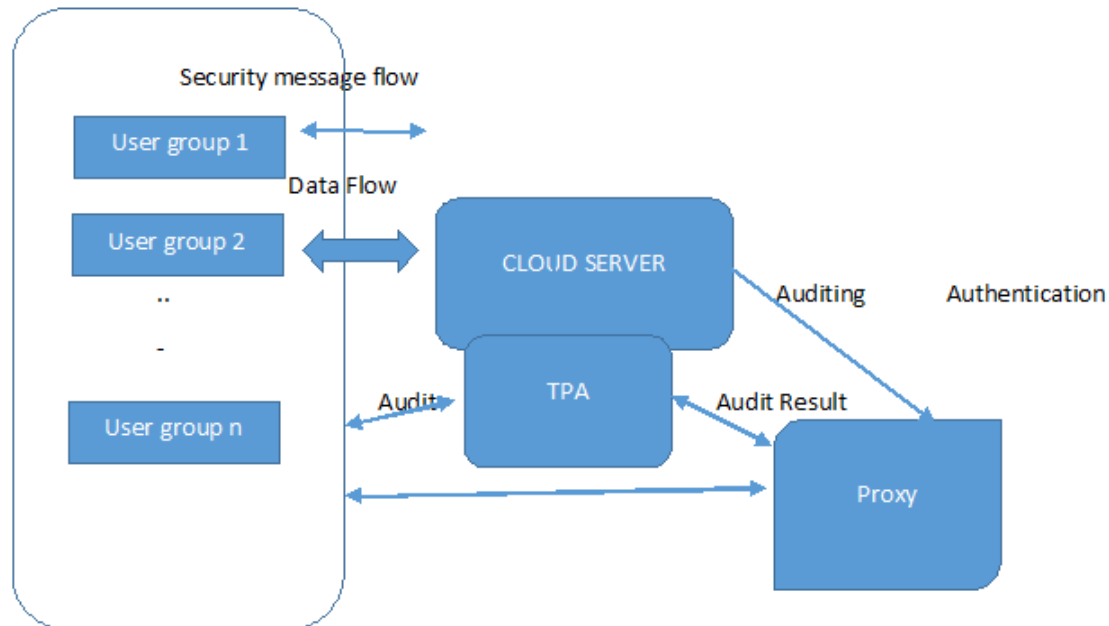 Security message flow
User group 1
Data Flow
User group 2
CLOUD SERVER
..
Auditing
Authentication
-
TPA
Audit
Audit Result
User group n
Proxy